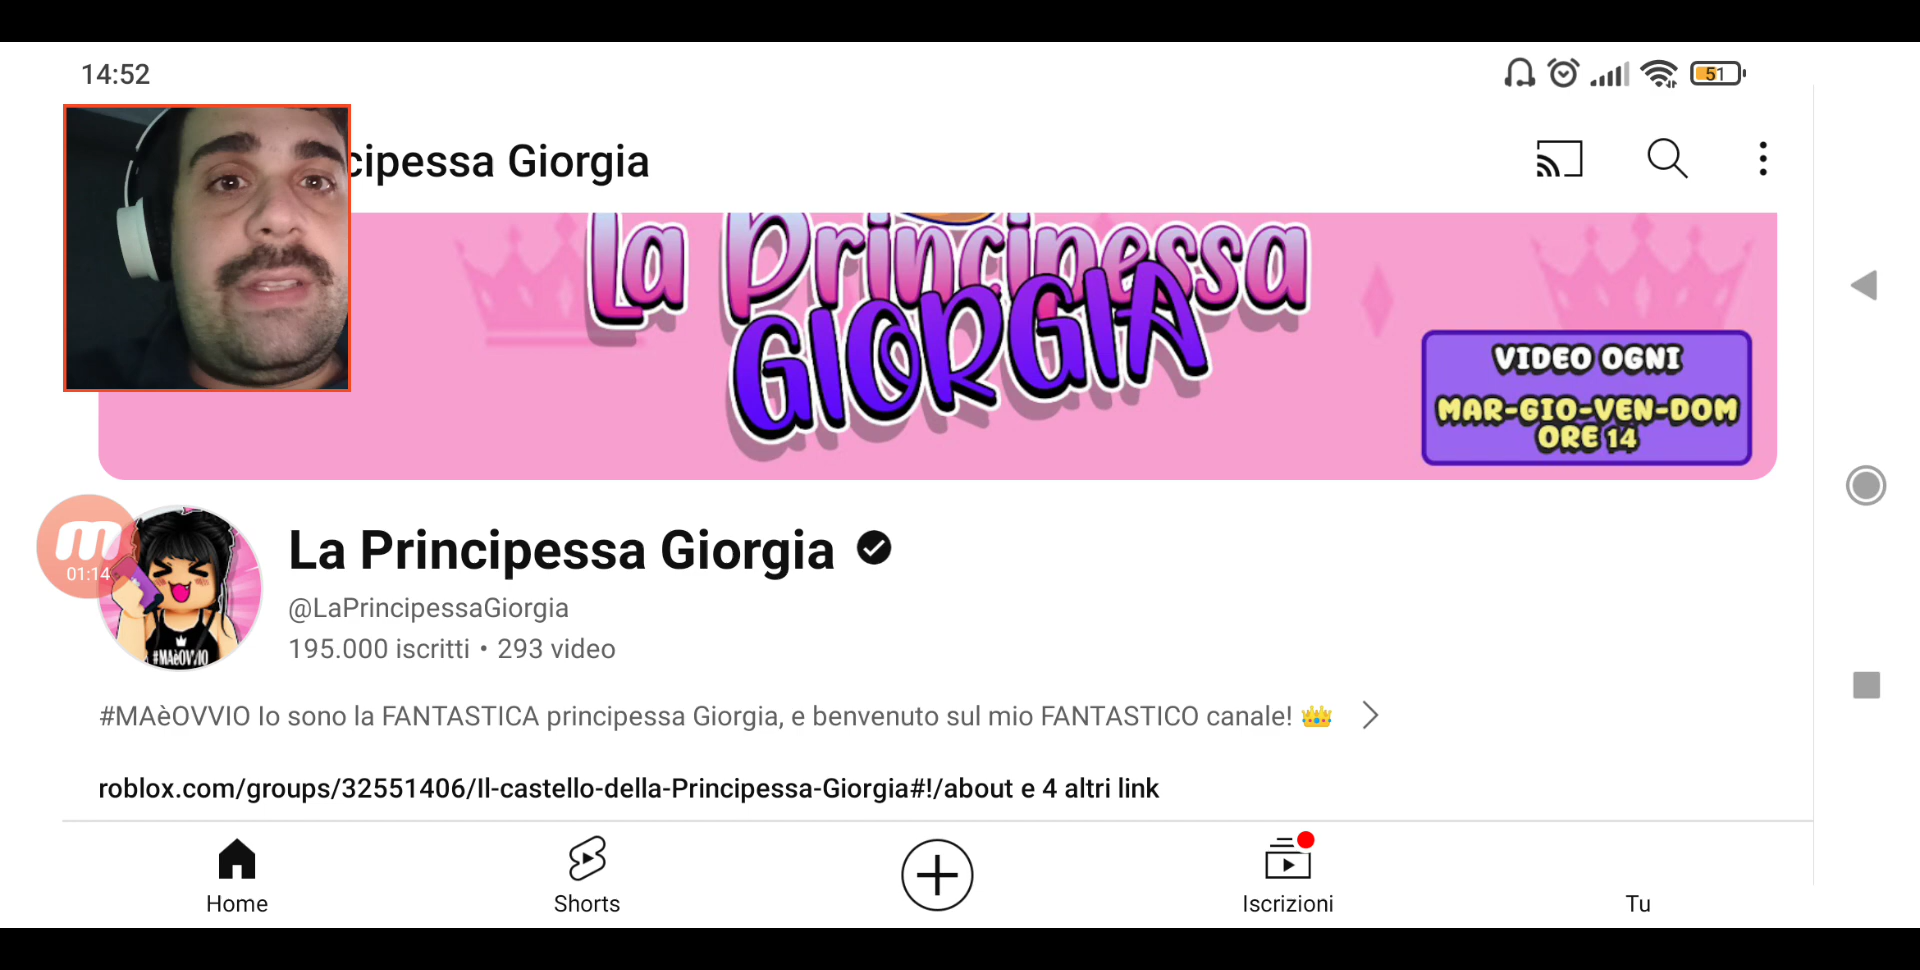 14:52
51
cipessa Giorgia
La Principessa
GIORGIA
VIDEO OGNI
MAR-GIO-VEN-DOM
ORE 14
01:14
#MAèOVVIO
La Principessa Giorgia
@LaPrincipessaGiorgia
195.000 iscritti • 293 video
#MAèOVVIO Io sono la FANTASTICA principessa Giorgia, e benvenuto sul mio FANTASTICO canale! 👑
roblox.com/groups/32551406/Il-castello-della-Principessa-Giorgia#!/about e 4 altri link
Home
Shorts
Iscrizioni
Tu